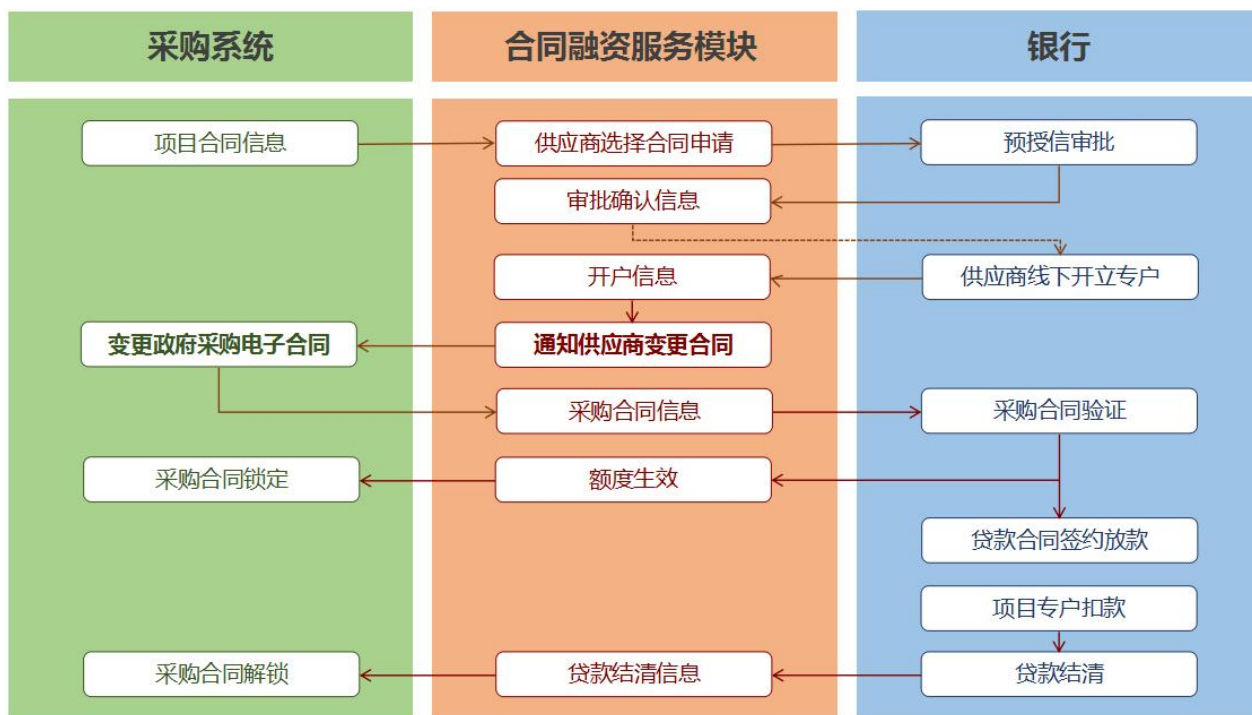 采购系统
合同融资服务模块
银行
项目合同信息
供应商选择合同申请
预授信审批
审批确认信息
开户信息
供应商线下开立专户
变更政府采购电子合同
通知供应商变更合同
采购合同信息
采购合同验证
采购合同锁定
额度生效
贷款合同签约放款
项目专户扣款
采购合同解锁
贷款结清信息
贷款结清